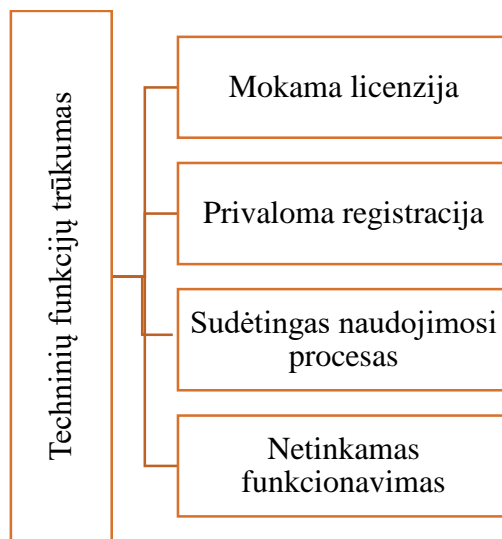 Techninių funkcijų trūkumas
Mokama licenzija
Privaloma registracija
Sudėtingas naudojimosi
procesas
Netinkamas
funkcionavimas